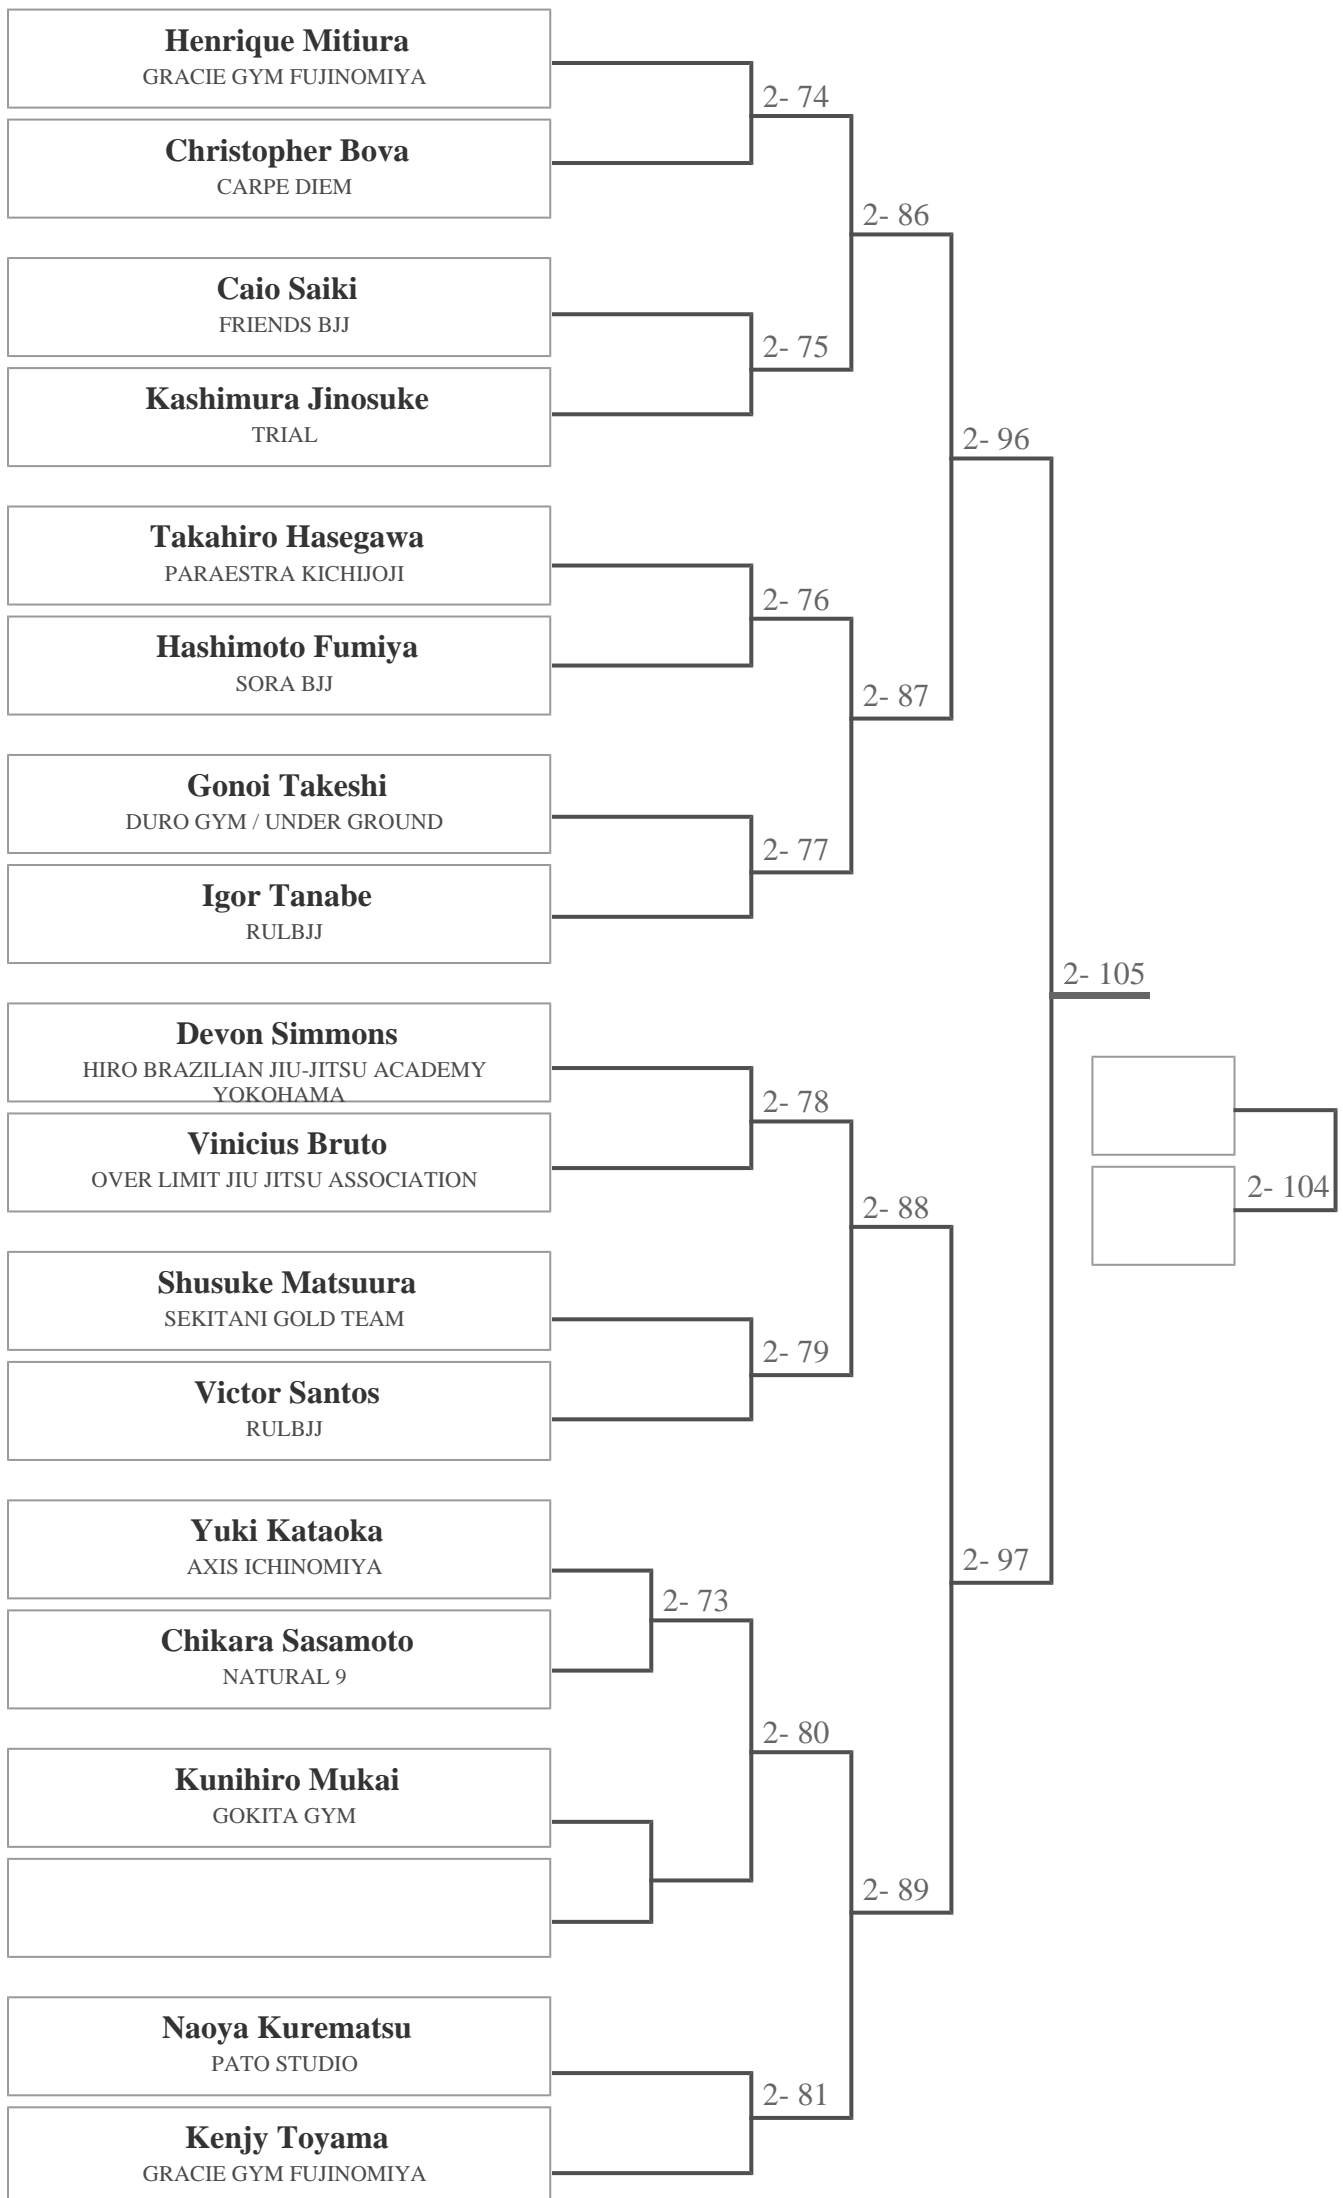 Henrique Mitiura
GRACIE GYM FUJINOMIYA
2- 74
Christopher Bova
CARPE DIEM
2- 86
Caio Saiki
FRIENDS BJJ
2- 75
Kashimura Jinosuke
TRIAL
2- 96
Takahiro Hasegawa
PARAESTRA KICHIJOJI
2- 76
Hashimoto Fumiya
SORA BJJ
2- 87
Gonoi Takeshi
DURO GYM / UNDER GROUND
2- 77
Igor Tanabe
RULBJJ
2- 105
Devon Simmons
HIRO BRAZILIAN JIU-JITSU ACADEMY
YOKOHAMA
2- 78
Vinicius Bruto
OVER LIMIT JIU JITSU ASSOCIATION
2- 104
2- 88
Shusuke Matsuura
SEKITANI GOLD TEAM
2- 79
Victor Santos
RULBJJ
Yuki Kataoka
AXIS ICHINOMIYA
2- 97
2- 73
Chikara Sasamoto
NATURAL 9
2- 80
Kunihiro Mukai
GOKITA GYM
2- 89
Naoya Kurematsu
PATO STUDIO
2- 81
Kenjy Toyama
GRACIE GYM FUJINOMIYA